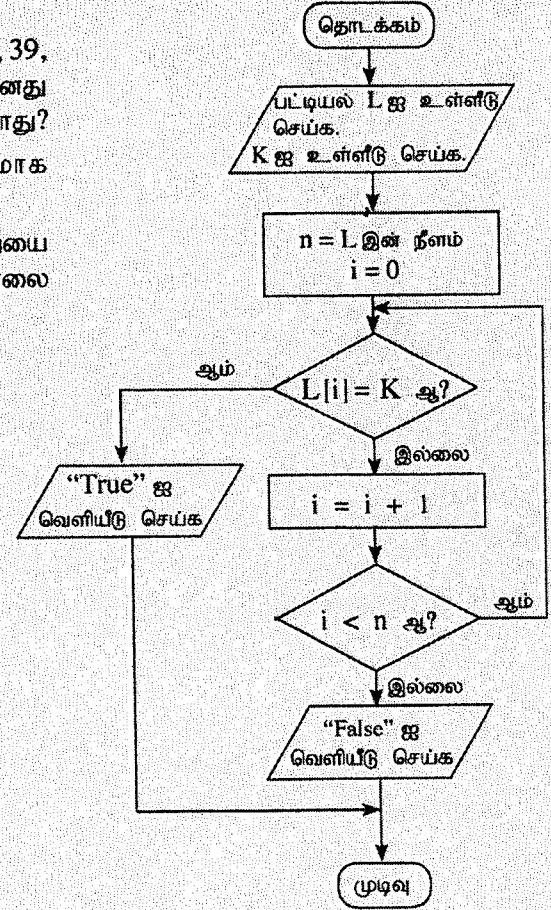 தொடக்கம்
, 39,
னது
ாது?
மாக
லை
பட்டியல் L ஐ உள்ளீடு
செய்க.
K ஐ உள்ளீடு செய்க.
n = L இன் நீளம்
i = 0
ஆம்
L[i] = K ஆ?
இல்லை
"True" ஐ
வெளியீடு செய்க
i = i + 1
i < n ஆ?
ஆம்
இல்லை
"False" ஐ
வெளியீடு செய்க
முடிவு